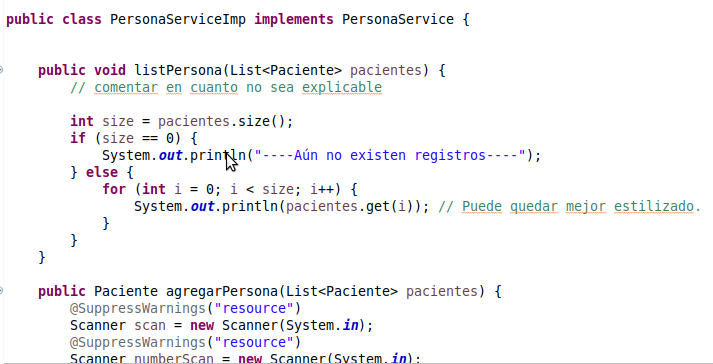 public class PersonaServiceImp implements PersonaService {
public void listPersona(List<Paciente> pacientes) {
// comentar en cuanto no sea explicable
int size = pacientes.size();
if (size == 0) {
System.out.println("----Aún no existen registros----");
} else {
for (int i = 0; i < size; i++) {
System.out.println(pacientes.get(i)); // Puede quedar mejor estilizado.
}
}
}
public Paciente agregarPersona(List<Paciente> pacientes) {
@SuppressWarnings("resource")
Scanner scan = new Scanner(System.in);
@SuppressWarnings("resource")
Scanner numberScan = new Scanner(System.in);